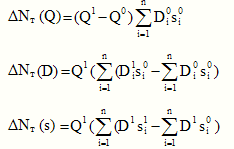 ΔN_T (Q)=(Q^1−Q^0)∑_{i=1}^{n} D_i^0 s_i^0
ΔN_T(D)=Q^1(∑_{i=1}^{n}(D_i^1 s_i^0−∑_{i=1}^{n} D_i^0 s_i^0)
ΔN_T (s)=Q^1(∑_{i=1}^{n}(D^1 s_i^1−∑_{i=1}^{n} D^1 s_i^0)